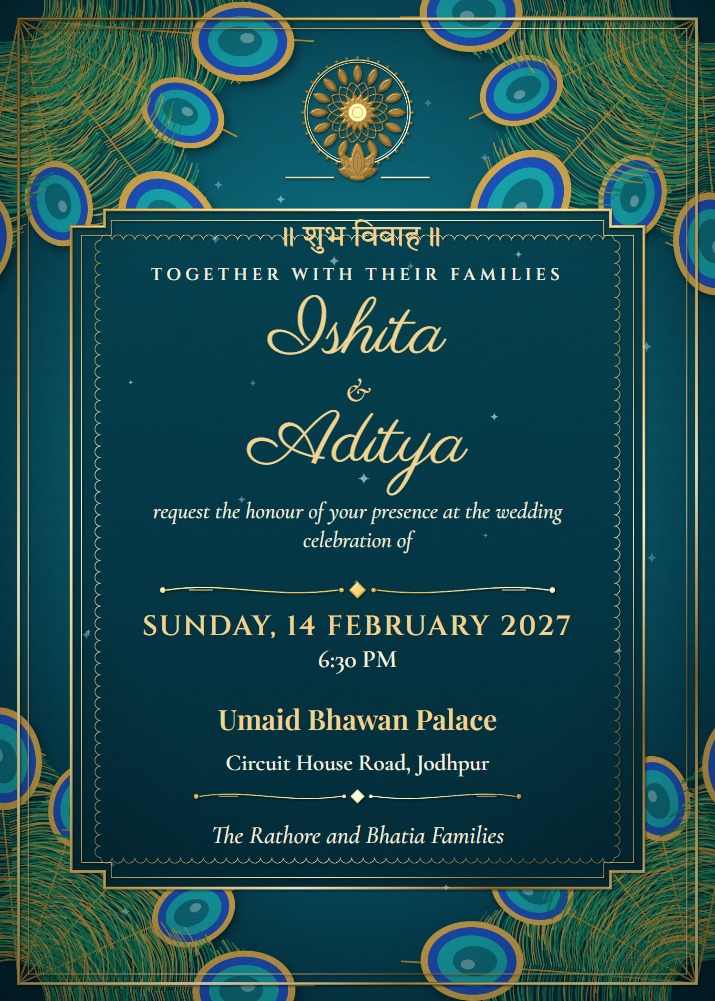 ॥ शुभ विवाह ॥
TOGETHER WITH THEIR FAMILIES
Ishita
&
Aditya
request the honour of your presence at the wedding
celebration of
SUNDAY, 14 FEBRUARY 2027
6:30 PM
Umaid Bhawan Palace
Circuit House Road, Jodhpur
The Rathore and Bhatia Families